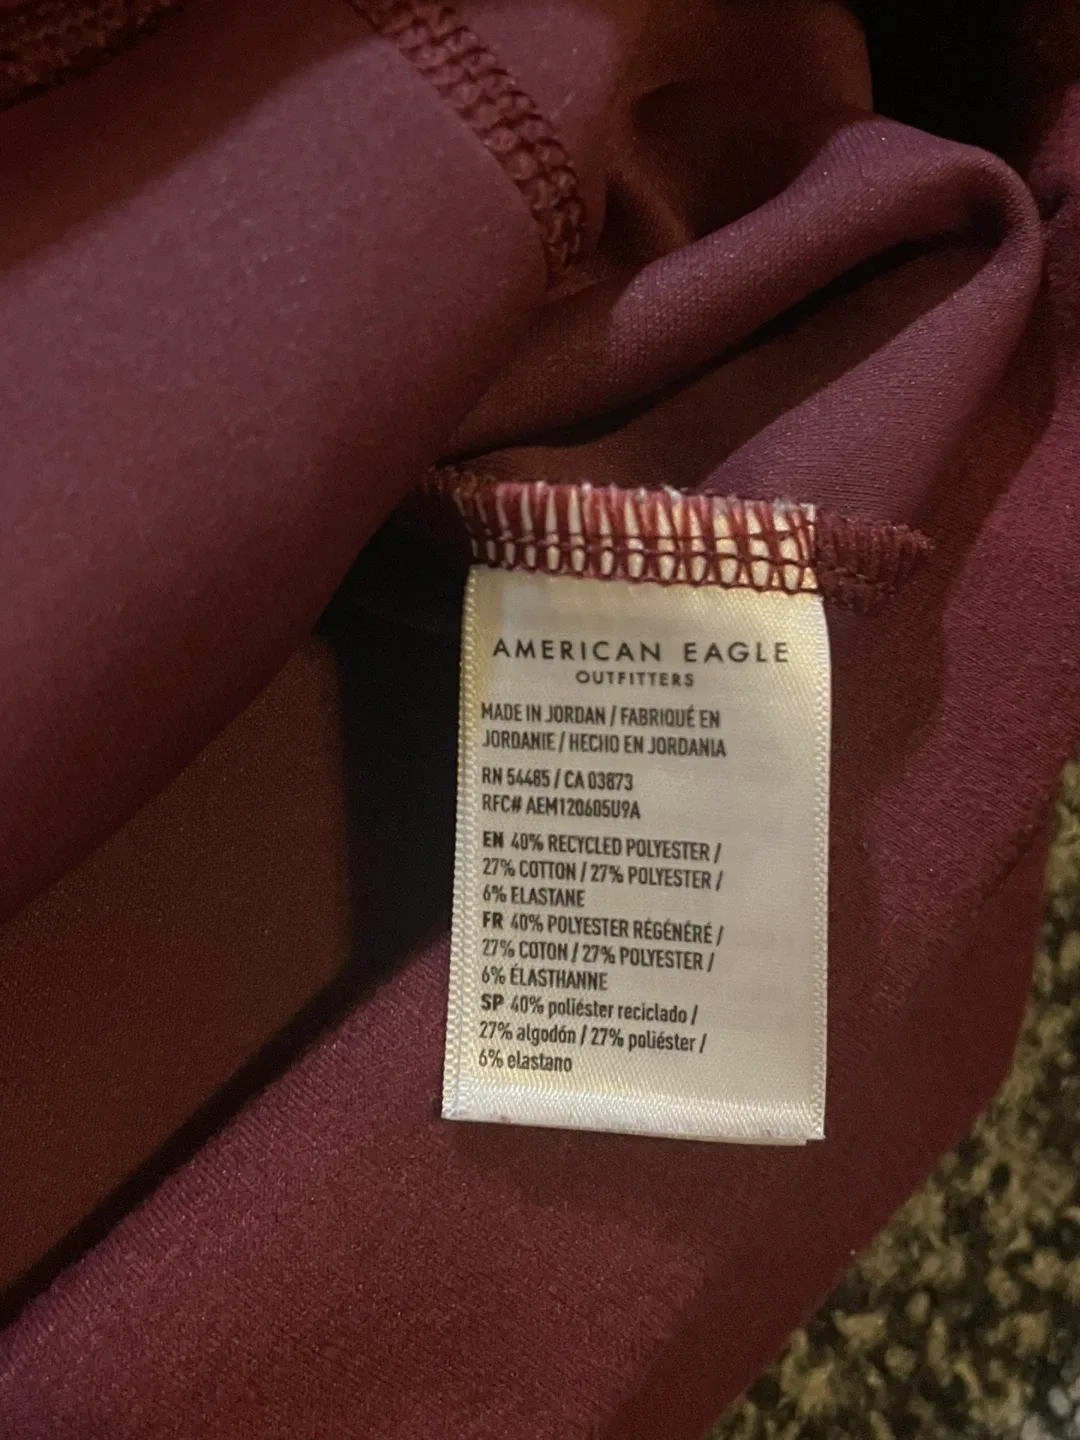 AMERICAN EAGLE
OUTFITTERS
MADE IN JORDAN / FABRIQUÉ EN
JORDANIE / HECHO EN JORDANIA
RN 54485 / CA 03873
RFC# AEM120605U9A
EN 40% RECYCLED POLYESTER /
27% COTTON / 27% POLYESTER /
6% ELASTANE
FR 40% POLYESTER RÉGÉNÉRÉ /
27% COTON / 27% POLYESTER /
6% ÉLASTHANNE
SP 40% poliéster reciclado /
27% algodón / 27% poliéster /
6% elastano